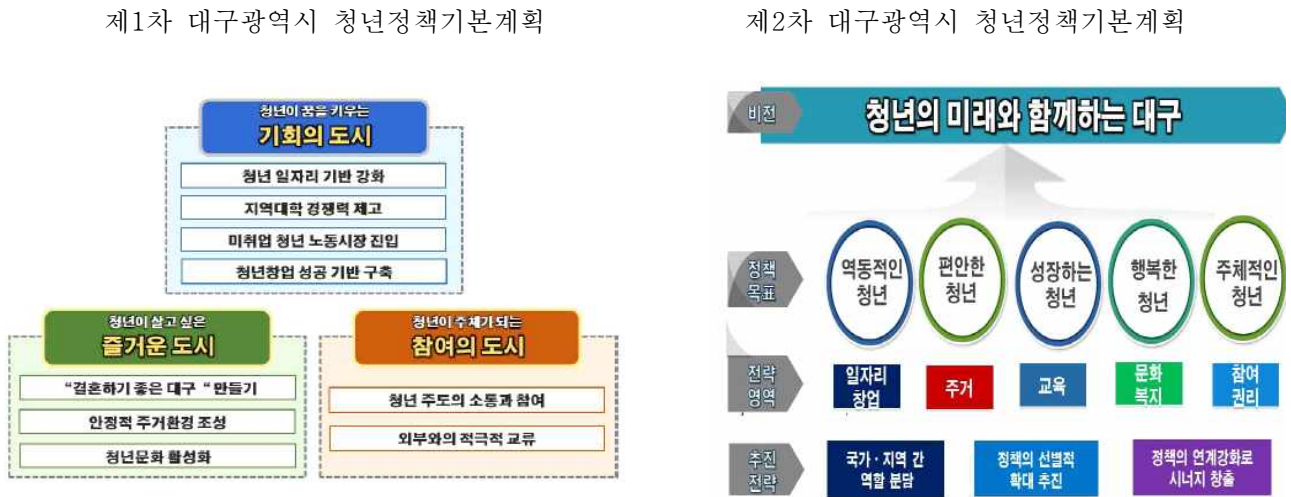 제1차 대구광역시 청년정책기본계획
청년이 꿈을 키우는
기회의 도시
청년 일자리 기반 강화
지역대학 경쟁력 제고
미취업 청년 노동시장 진입
청년창업 성공 기반 구축
청년이 살고 싶은
즐거운 도시
“결혼하기 좋은 대구 “ 만들기
안정적 주거환경 조성
청년문화 활성화
청년이 주체가 되는
참여의 도시
청년 주도의 소통과 참여
외부와의 적극적 교류
제2차 대구광역시 청년정책기본계획
비전
청년의 미래와 함께하는 대구
정책
목표
역동적인
청년
편안한
청년
성장하는
청년
행복한
청년
주체적인
청년
전략
영역
일자리
창업
주거
교육
문화
복지
참여
권리
추진
전략
국가 · 지역 간
역할 분담
정책의 선별적
확대 추진
정책의 연계강화로
시너지 창출